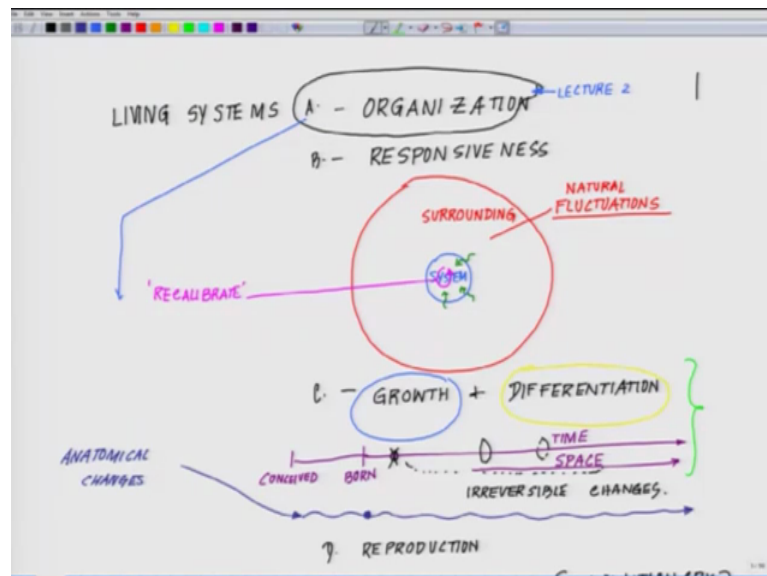 LIVING SYSTEMS A. - ORGANIZATION LECTURE 2
B. - RESPONSIVENESS
NATURAL
FLUCTUATIONS
SURROUNDING
SYSTEM
'RECALIBRATE'
C. - GROWTH + DIFFERENTIATION
TIME
SPACE
CONCEIVED BORN
IRREVERSIBLE CHANGES.
ANATOMICAL
CHANGES
D. REPRODUCTION